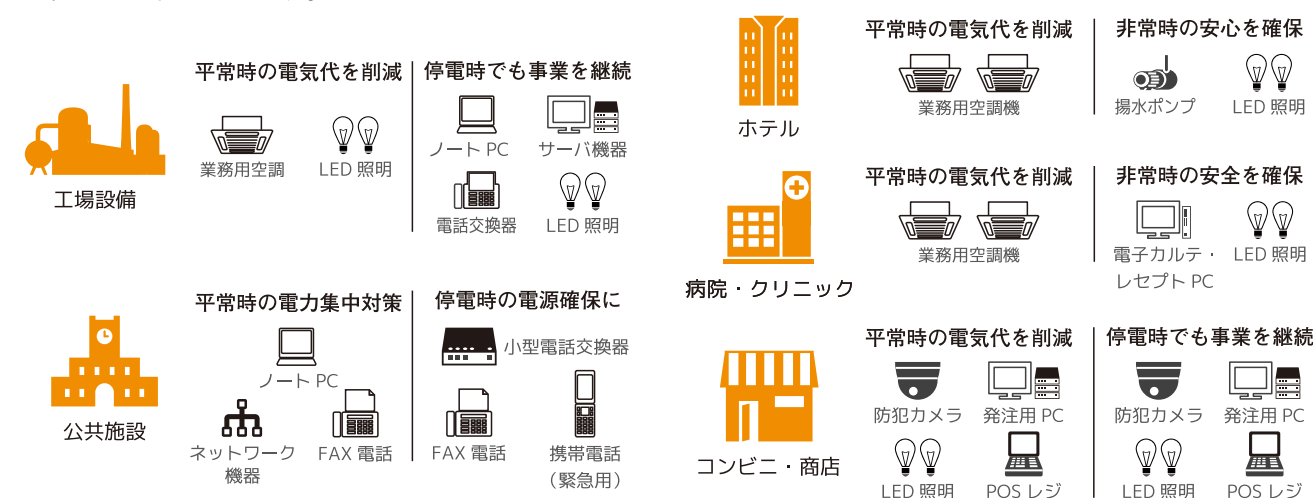 平常時の電気代を削減
業務用空調
LED 照明
停電時でも事業を継続
ノート PC
サーバ機器
電話交換器
LED 照明
工場設備
平常時の電力集中対策
ノート PC
ネットワーク
機器
FAX 電話
停電時の電源確保に
小型電話交換器
FAX 電話
携帯電話
（緊急用）
公共施設
平常時の電気代を削減
業務用空調機
非常時の安心を確保
揚水ポンプ
LED 照明
ホテル
平常時の電気代を削減
業務用空調機
非常時の安全を確保
電子カルテ・
レセプト PC
LED 照明
病院・クリニック
平常時の電気代を削減
防犯カメラ
発注用 PC
LED 照明
POS レジ
停電時でも事業を継続
防犯カメラ
発注用 PC
LED 照明
POS レジ
コンビニ・商店